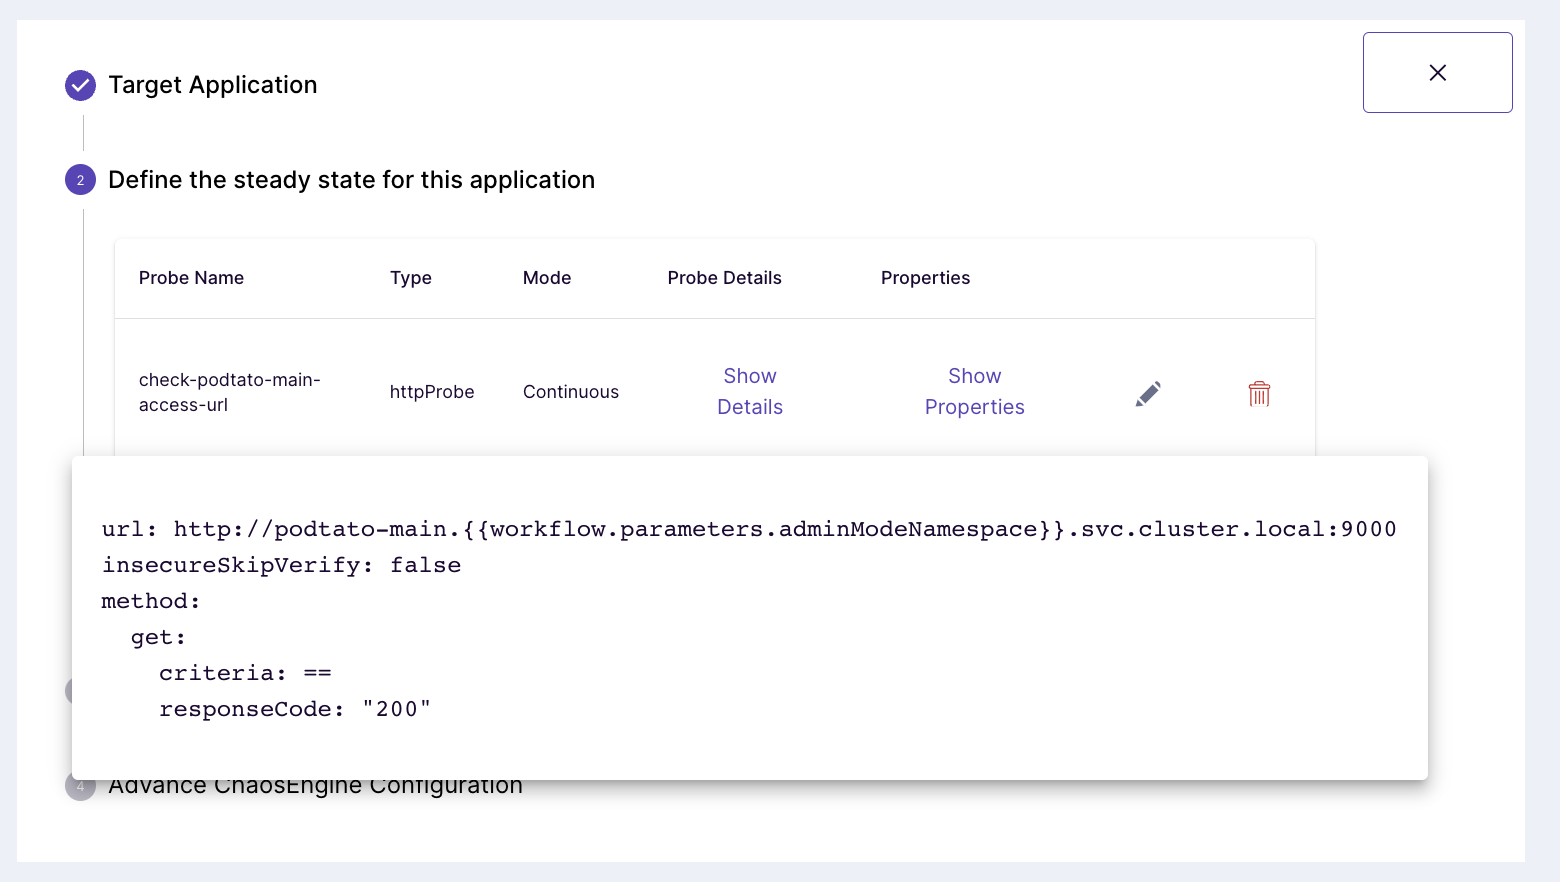 Target Application
2
Define the steady state for this application
Probe Name Type Mode Probe Details Properties
check-podtato-main-
access-url
httpProbe
Continuous
Show
Details
Show
Properties
url: http://podtato-main.{{workflow.parameters.adminModeNamespace}}.svc.cluster.local:9000
insecureSkipVerify: false
method:
  get:
    criteria: ==
    responseCode: "200"
4
Advance ChaosEngine Configuration